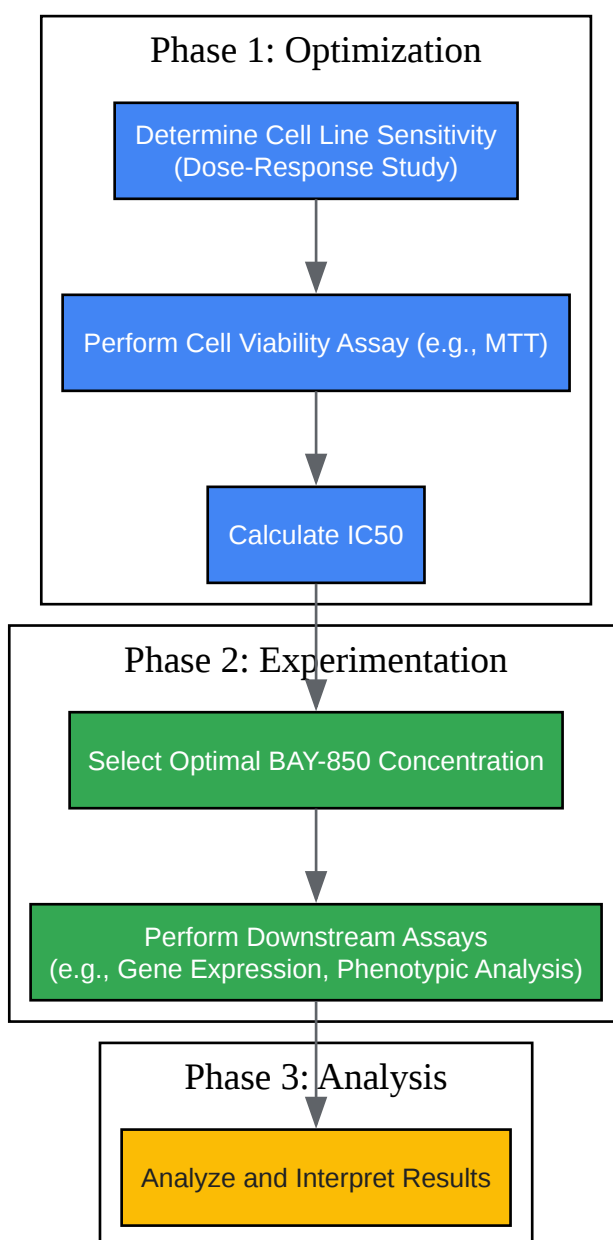 Phase 1: Optimization
Determine Cell Line Sensitivity
(Dose-Response Study)
Perform Cell Viability Assay (e.g., MTT)
Calculate IC50
Phase 2: Experimentation
Select Optimal BAY-850 Concentration
Perform Downstream Assays
(e.g., Gene Expression, Phenotypic Analysis)
Phase 3: Analysis
Analyze and Interpret Results